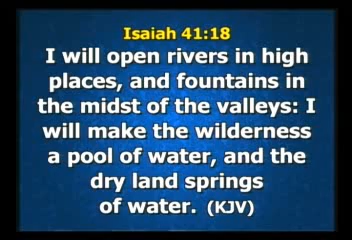 Isaiah 41:18
I will open rivers in high
places, and fountains in
the midst of the valleys: I
will make the wilderness
a pool of water, and the
dry land springs
of water. (KJV)